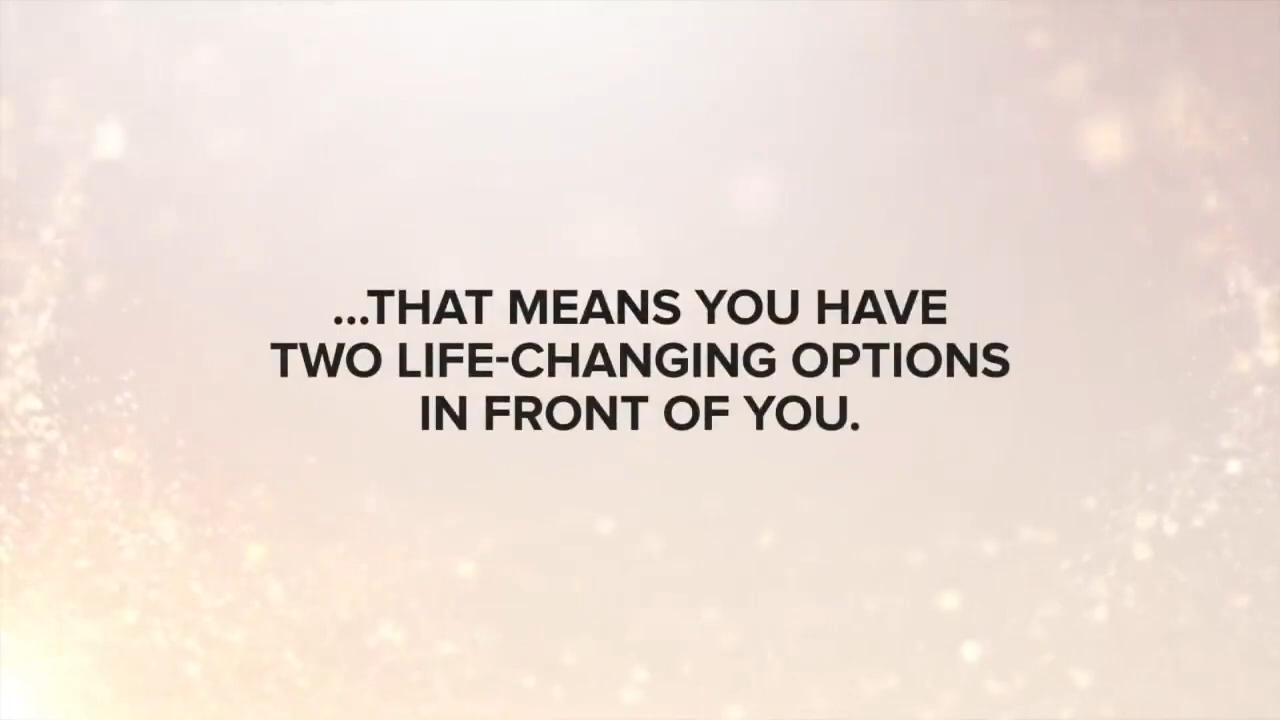 ...THAT MEANS YOU HAVE
TWO LIFE-CHANGING OPTIONS
IN FRONT OF YOU.